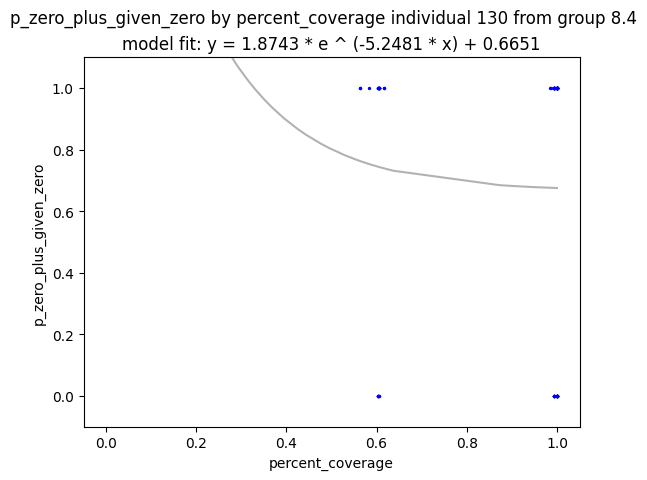 p_zero_plus_given_zero by percent_coverage individual 130 from group 8.4
model fit: y = 1.8743 * e ^ (-5.2481 * x) + 0.6651
1.0
0.8
0.6
0.4
0.2
0.0
p_zero_plus_given_zero
0.0 0.2 0.4 0.6 0.8 1.0
percent_coverage